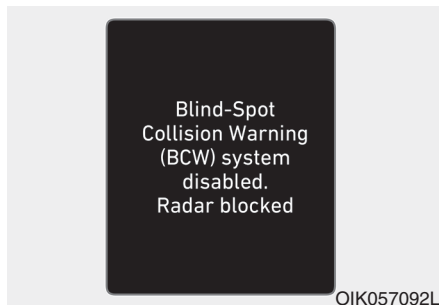 Blind-Spot
Collision Warning
(BCW) system
disabled.
Radar blocked
OIK057092L